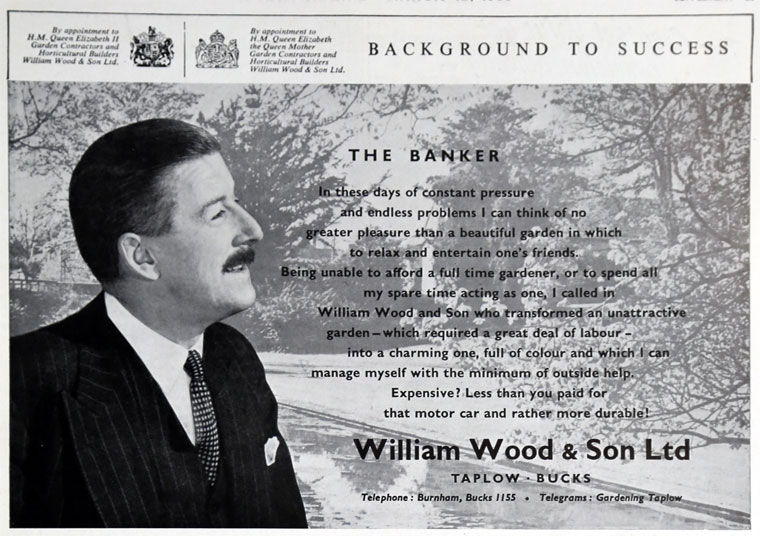 By appointment to
H.M. Queen Elizabeth II
Garden Contractors and
Horticultural Builders
William Wood & Son Ltd.
By appointment to
H.M. Queen Elizabeth
the Queen Mother
Garden Contractors and
Horticultural Builders
William Wood & Son Ltd.
BACKGROUND TO SUCCESS
THE BANKER
In these days of constant pressure
and endless problems I can think of no
greater pleasure than a beautiful garden in which
to relax and entertain one's friends.
Being unable to afford a full time gardener, or to spend all
my spare time acting as one, I called in
William Wood and Son who transformed an unattractive
garden – which required a great deal of labour –
into a charming one, full of colour and which I can
manage myself with the minimum of outside help.
Expensive? Less than you paid for
that motor car and rather more durable!
William Wood & Son Ltd
TAPLOW · BUCKS
Telephone : Burnham, Bucks 1155 • Telegrams : Gardening Taplow